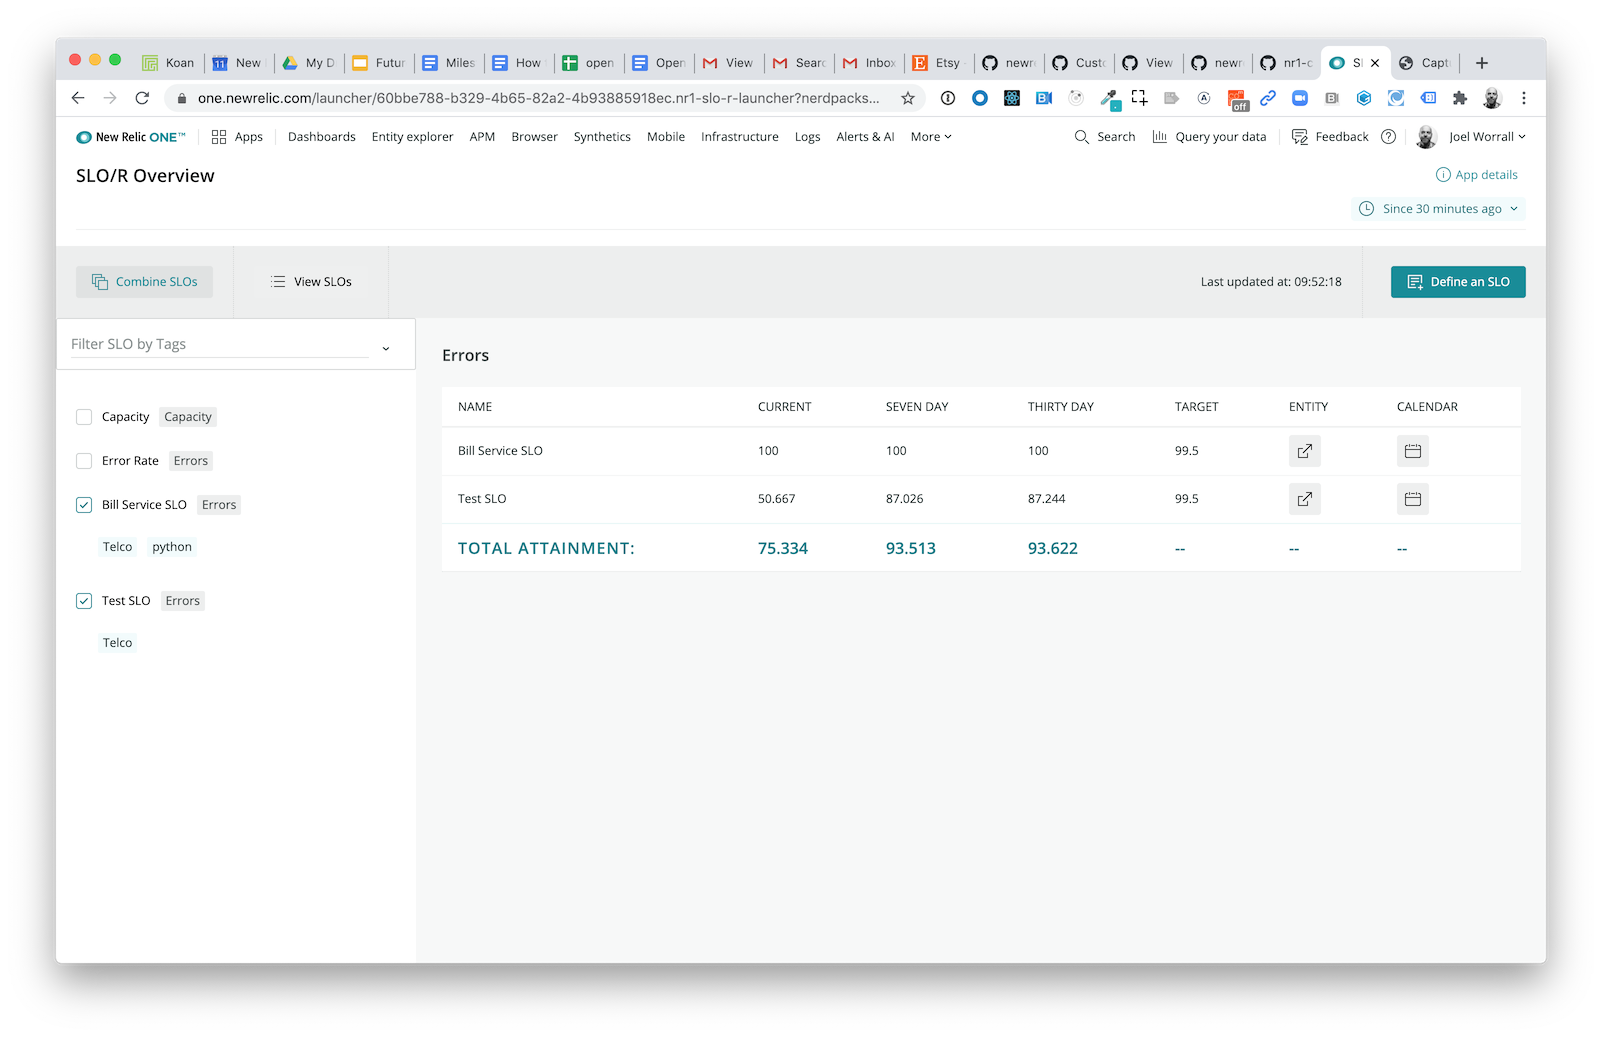 Koan New My D Futur Miles How open Open View Searc Inbox Etsy newr Custo View newr nr1-c Sl Capt
one.newrelic.com/launcher/60bbe788-b329-4b65-82a2-4b93885918ec.nr1-slo-r-launcher?nerdpacks...
off
New Relic ONE™ Apps Dashboards Entity explorer APM Browser Synthetics Mobile Infrastructure Logs Alerts & AI More Search Query your data Feedback Joel Worrall
SLO/R Overview
App details
Since 30 minutes ago
Combine SLOs View SLOs Last updated at: 09:52:18 Define an SLO
Filter SLO by Tags
Capacity Capacity
Error Rate Errors
Bill Service SLO Errors
Telco python
Test SLO Errors
Telco
Errors
NAME CURRENT SEVEN DAY THIRTY DAY TARGET ENTITY CALENDAR
Bill Service SLO 100 100 100 99.5
Test SLO 50.667 87.026 87.244 99.5
TOTAL ATTAINMENT: 75.334 93.513 93.622 -- -- --